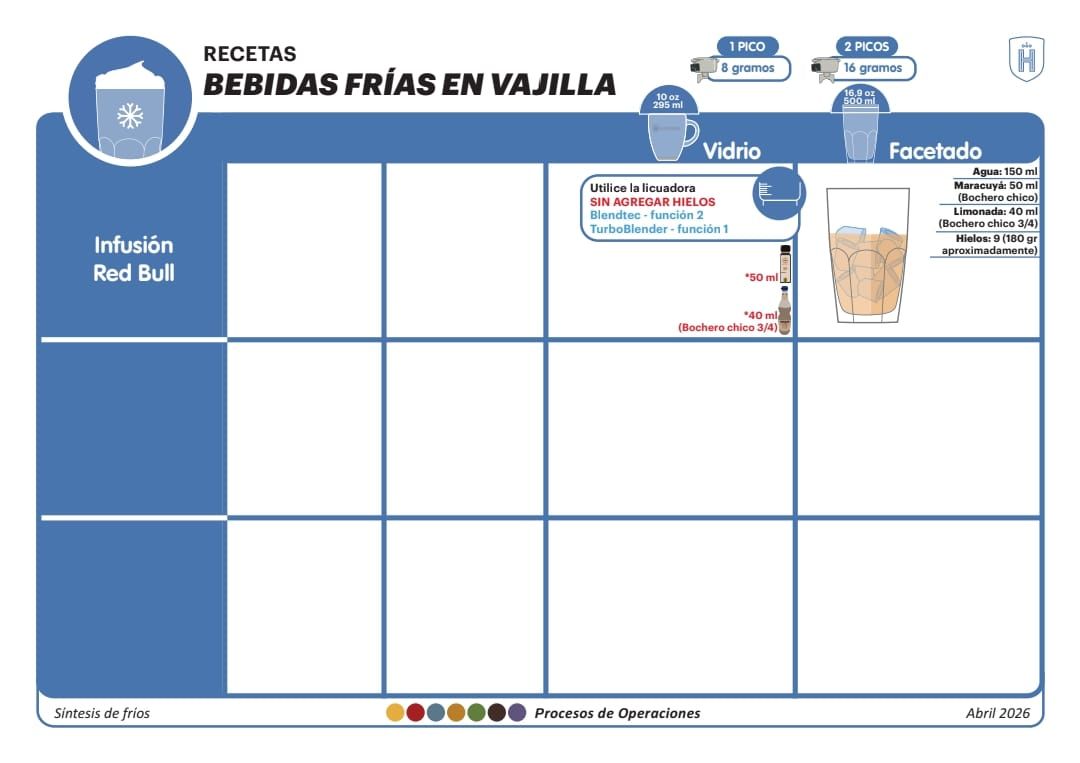 RECETAS
BEBIDAS FRÍAS EN VAJILLA
1 PICO
8 gramos
2 PICOS
16 gramos
H
10 oz
295 ml
Vidrio
16,9 oz
500 ml
Facetado
Infusión
Red Bull
Utilice la licuadora
SIN AGREGAR HIELOS
Blendtec - función 2
TurboBlender - función 1
*50 ml
*40 ml
(Bochero chico 3/4)
Agua: 150 ml
Maracuyá: 50 ml
(Bochero chico)
Limonada: 40 ml
(Bochero chico 3/4)
Hielos: 9 (180 gr
aproximadamente)
Síntesis de fríos
Procesos de Operaciones
Abril 2026